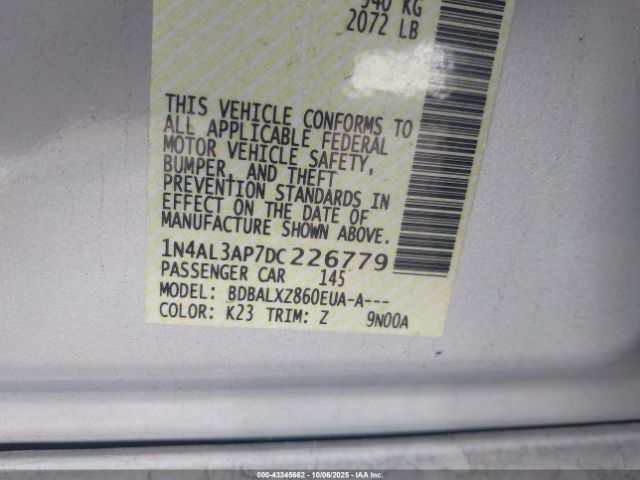 940 KG
2072 LB
THIS VEHICLE CONFORMS TO
ALL APPLICABLE FEDERAL
MOTOR VEHICLE SAFETY,
BUMPER, AND THEFT
PREVENTION STANDARDS IN
EFFECT ON THE DATE OF
MANUFACTURE SHOWN ABOVE.
1N4AL3AP7DC226779
PASSENGER CAR 145
MODEL: BDBALXZ860EUA-A---
COLOR: K23 TRIM: Z 9N00A
000-43345662 - 10/06/2025 - IAA Inc.